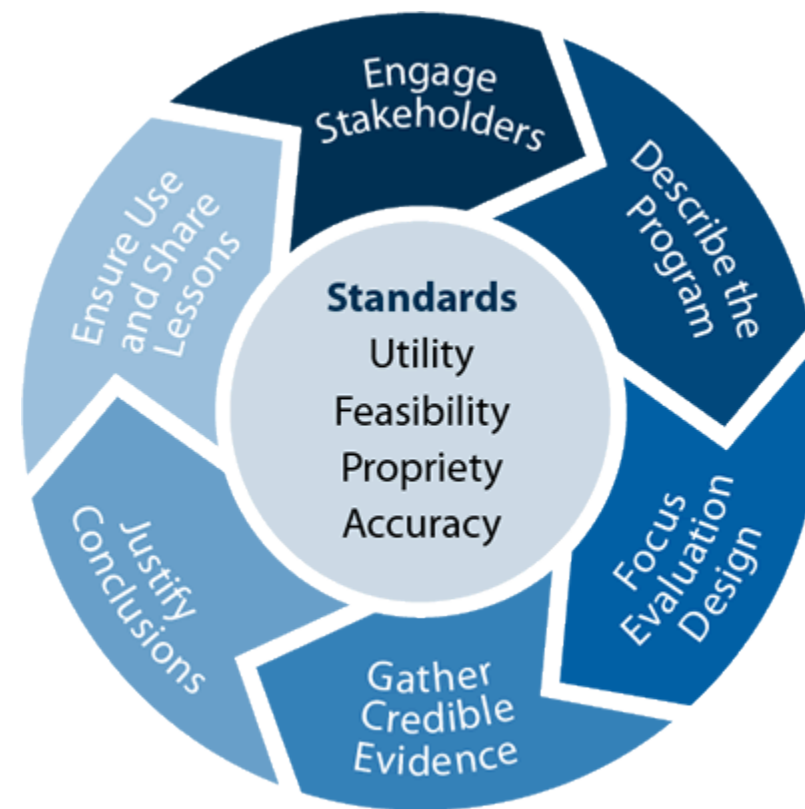 Engage
Stakeholders
Describe the
Program
Focus
Evaluation
Design
Gather
Credible
Evidence
Justify
Conclusions
Ensure Use
and Share
Lessons
Standards
Utility
Feasibility
Propriety
Accuracy